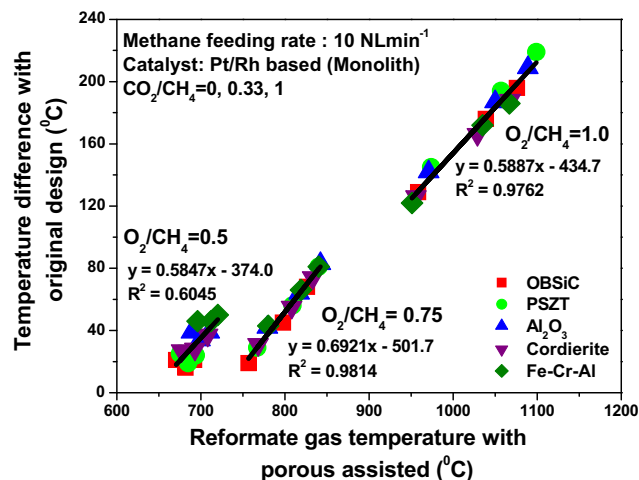 Temperature difference with
original design (⁰C)
240
200
160
120
80
40
0
Methane feeding rate : 10 NLmin⁻¹
Catalyst: Pt/Rh based (Monolith)
CO₂/CH₄=0, 0.33, 1
O₂/CH₄=1.0
y = 0.5887x - 434.7
R² = 0.9762
O₂/CH₄=0.5
y = 0.5847x - 374.0
R² = 0.6045
O₂/CH₄= 0.75
y = 0.6921x - 501.7
R² = 0.9814
OBSiC
PSZT
Al₂O₃
Cordierite
Fe-Cr-Al
600 700 800 900 1000 1100 1200
Reformate gas temperature with
porous assisted (⁰C)